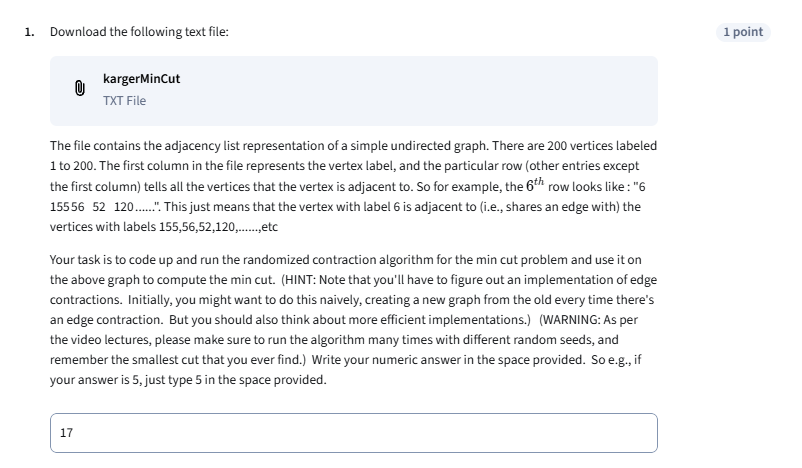 1. Download the following text file:
1 point
kargerMinCut
TXT File
The file contains the adjacency list representation of a simple undirected graph. There are 200 vertices labeled
1 to 200. The first column in the file represents the vertex label, and the particular row (other entries except
the first column) tells all the vertices that the vertex is adjacent to. So for example, the 6th row looks like : "6
155 56 52 120 ......". This just means that the vertex with label 6 is adjacent to (i.e., shares an edge with) the
vertices with labels 155,56,52,120,......,etc
Your task is to code up and run the randomized contraction algorithm for the min cut problem and use it on
the above graph to compute the min cut. (HINT: Note that you'll have to figure out an implementation of edge
contractions. Initially, you might want to do this naively, creating a new graph from the old every time there's
an edge contraction. But you should also think about more efficient implementations.) (WARNING: As per
the video lectures, please make sure to run the algorithm many times with different random seeds, and
remember the smallest cut that you ever find.) Write your numeric answer in the space provided. So e.g., if
your answer is 5, just type 5 in the space provided.
17